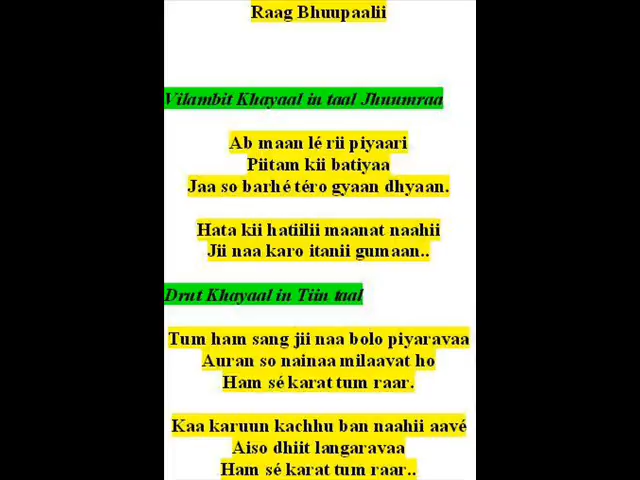 Raag Bhuupaalii
Vilambit Khayaal in taal Jhuumraa
Ab maan lé rii piyaari
Piitam kii batiyaa
Jaa so barhé téro gyaan dhyaan.
Hata kii hatiilii maanat naahii
Jii naa karo itanii gumaan..
Drut Khayaal in Tiin taal
Tum ham sang jii naa bolo piyaravaa
Auran so nainaa milaavat ho
Ham sé karat tum raar.
Kaa karuun kachhu ban naahii aavé
Aiso dhiit langaravaa
Ham sé karat tum raar..